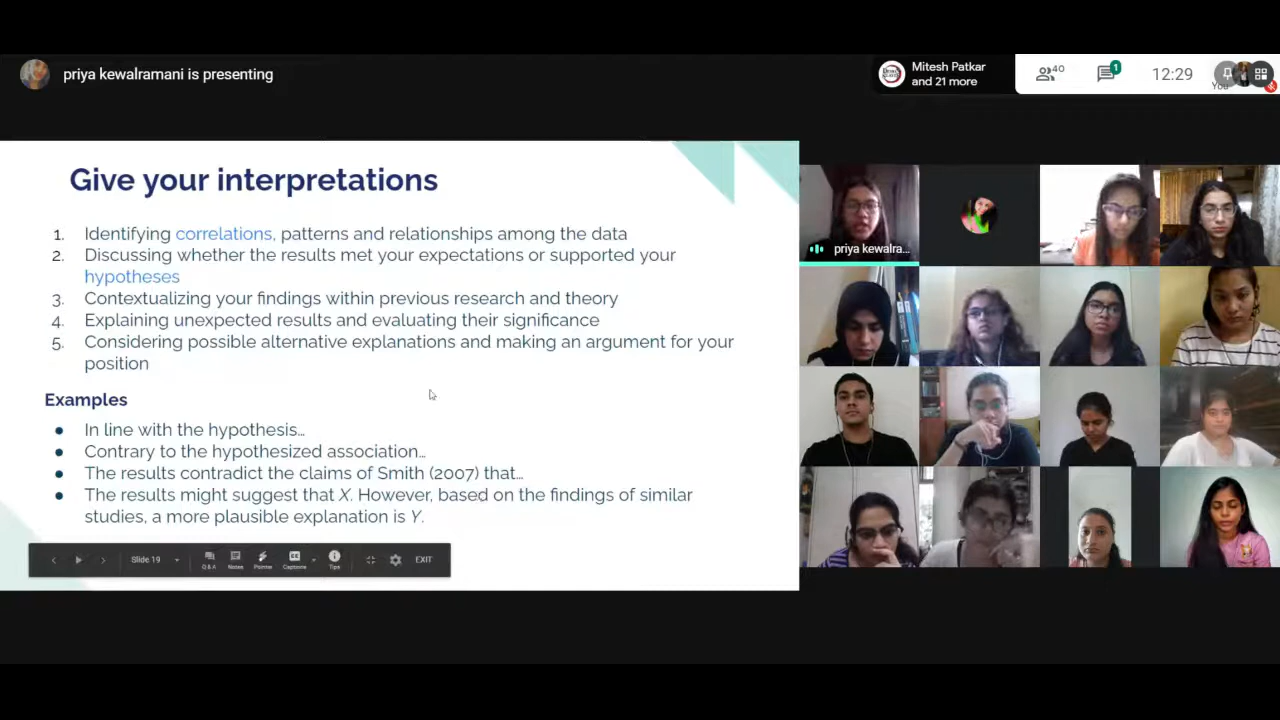 priya kewalramani is presenting
Mitesh Patkar
and 21 more
40
1
12:29
You
Give your interpretations
1. Identifying correlations, patterns and relationships among the data
2. Discussing whether the results met your expectations or supported your
hypotheses
3. Contextualizing your findings within previous research and theory
4. Explaining unexpected results and evaluating their significance
5. Considering possible alternative explanations and making an argument for your
position
Examples
● In line with the hypothesis…
● Contrary to the hypothesized association…
● The results contradict the claims of Smith (2007) that…
● The results might suggest that X. However, based on the findings of similar
studies, a more plausible explanation is Y.
Slide 19
Q&A
Notes
Pointer
Captions
Tips
EXIT
priya kewalra...